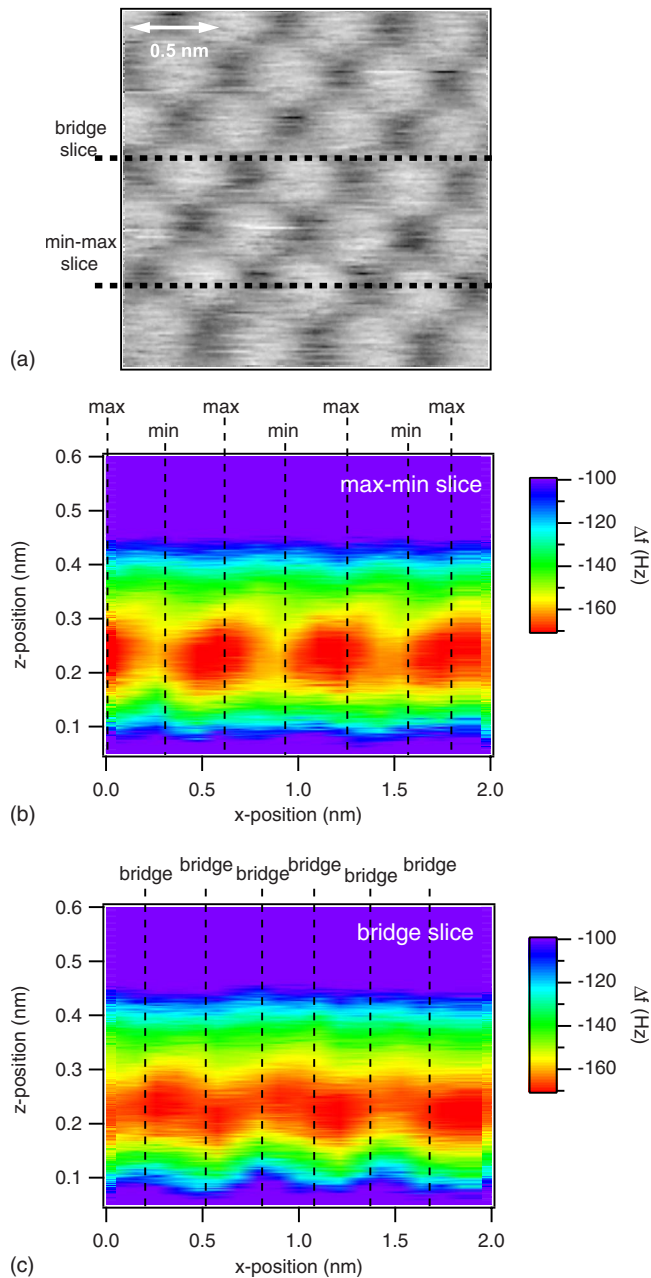 0.5 nm
bridge
slice
min-max
slice
(a)
max max max max
min min min
max-min slice
0.6
0.5
0.4
0.3
0.2
0.1
z-position (nm)
0.0 0.5 1.0 1.5 2.0
x-position (nm)
-100
-120
-140
-160
Δf (Hz)
(b)
bridge bridge bridge bridge bridge bridge
bridge slice
0.6
0.5
0.4
0.3
0.2
0.1
z-position (nm)
0.0 0.5 1.0 1.5 2.0
x-position (nm)
-100
-120
-140
-160
Δf (Hz)
(c)